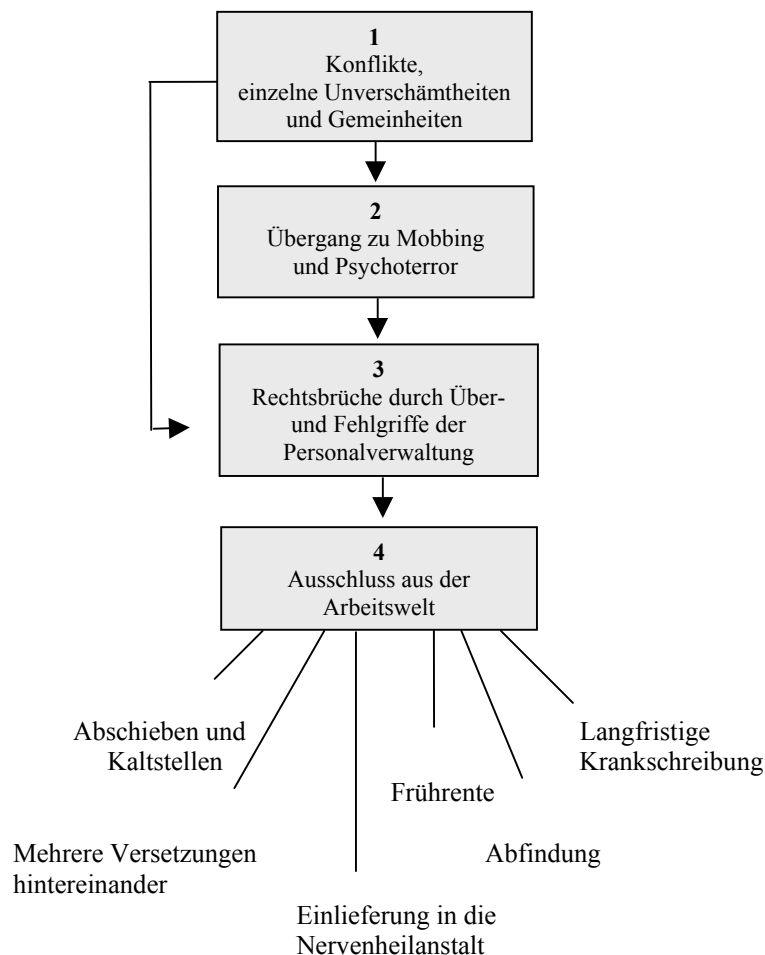 1
Konflikte,
einzelne Unverschämtheiten
und Gemeinheiten
2
Übergang zu Mobbing
und Psychoterror
3
Rechtsbrüche durch Über-
und Fehlgriffe der
Personalverwaltung
4
Ausschluss aus der
Arbeitswelt
Abschieben und
Kaltstellen
Langfristige
Krankschreibung
Frührente
Mehrere Versetzungen
hintereinander
Abfindung
Einlieferung in die
Nervenheilanstalt